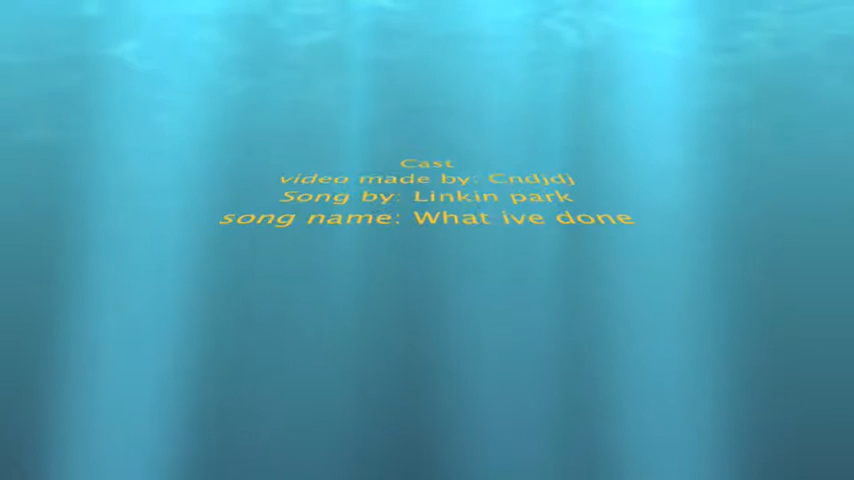 Cast
video made by: Cndjdj
Song by: Linkin park
song name: What ive done